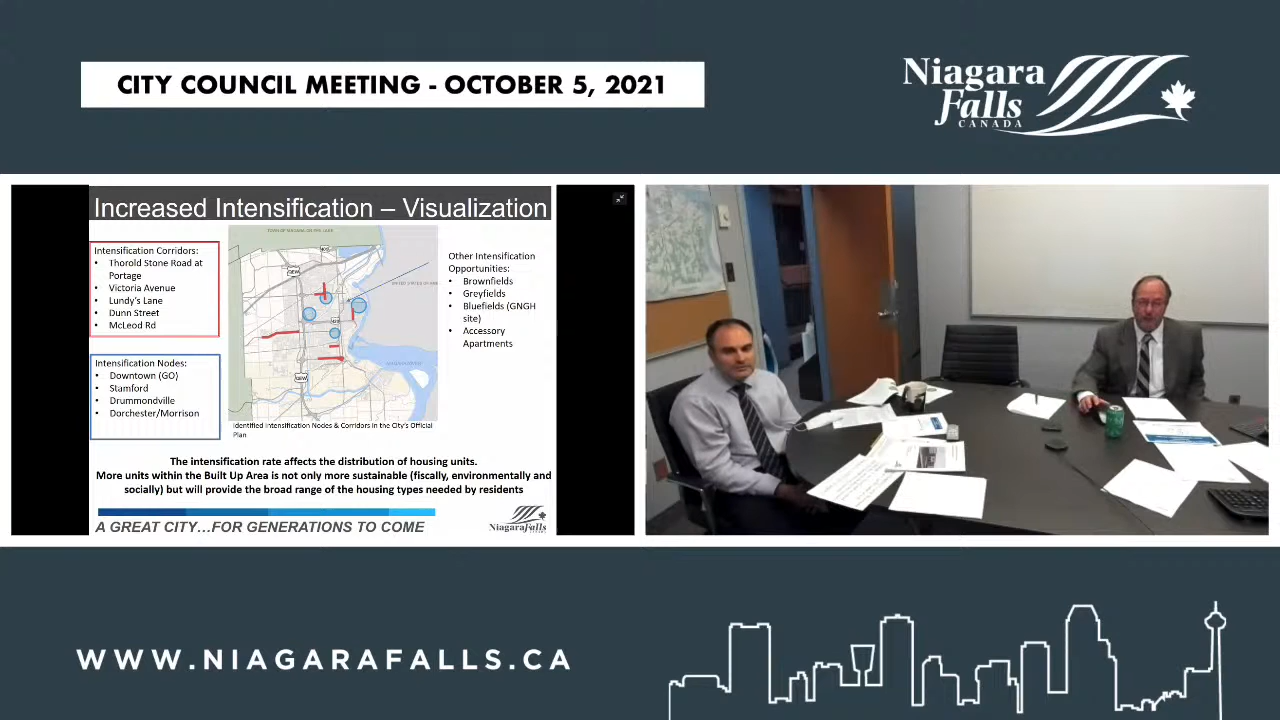 CITY COUNCIL MEETING - OCTOBER 5, 2021
Niagara
Falls
CANADA
Increased Intensification – Visualization
Intensification Corridors:
• Thorold Stone Road at
Portage
• Victoria Avenue
• Lundy's Lane
• Dunn Street
• McLeod Rd
Intensification Nodes:
• Downtown (GO)
• Stamford
• Drummondville
• Dorchester/Morrison
Identified Intensification Nodes & Corridors in the City's Official
Plan
Other Intensification
Opportunities:
• Brownfields
• Greyfields
• Bluefields (GNGH
site)
• Accessory
Apartments
The intensification rate affects the distribution of housing units.
More units within the Built Up Area is not only more sustainable (fiscally, environmentally and
socially) but will provide the broad range of the housing types needed by residents
A GREAT CITY...FOR GENERATIONS TO COME
Niagara Falls
WWW.NIAGARAFALLS.CA